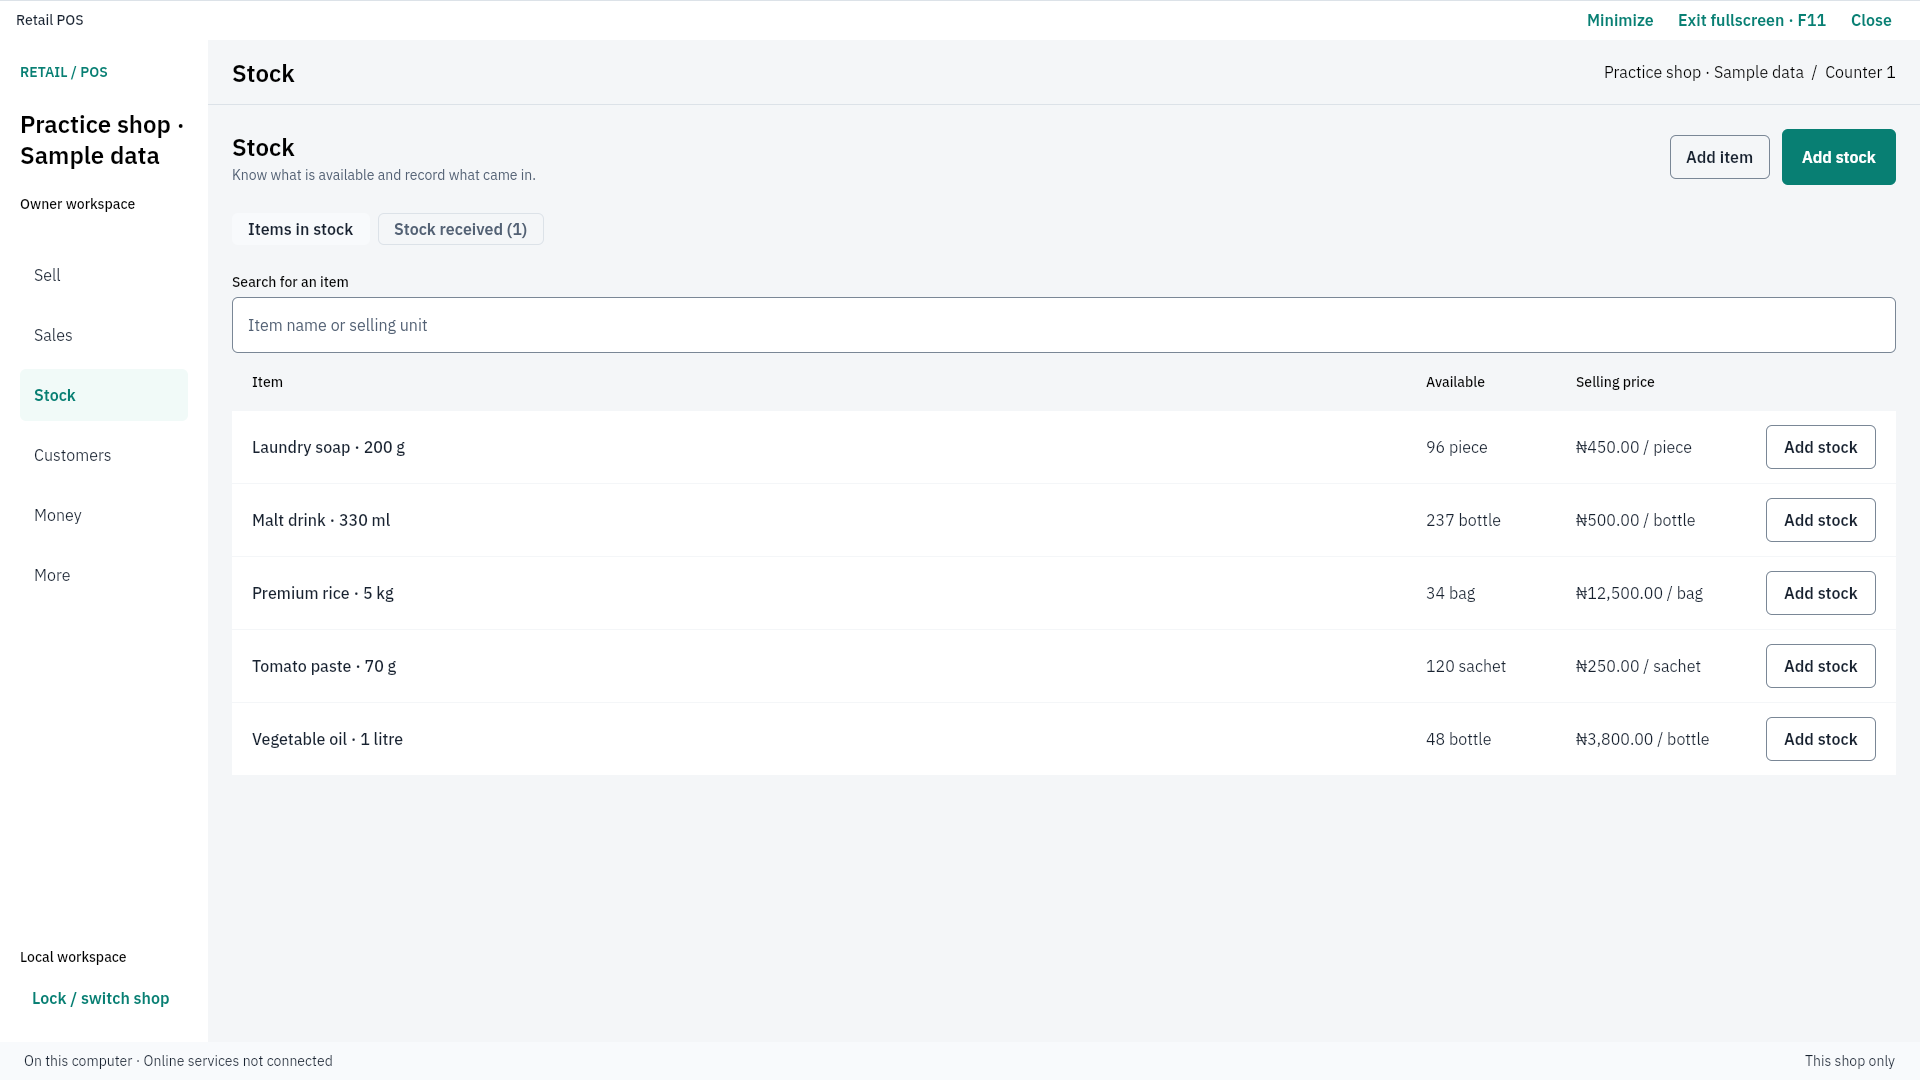 Retail POS
Minimize
Exit fullscreen · F11
Close
RETAIL / POS
Practice shop ·
Sample data
Owner workspace
Sell
Sales
Stock
Customers
Money
More
Local workspace
Lock / switch shop
Stock
Practice shop · Sample data / Counter 1
Stock
Know what is available and record what came in.
Add item
Add stock
Items in stock
Stock received (1)
Search for an item
Item name or selling unit
Item Available Selling price
Laundry soap · 200 g 96 piece ₦450.00 / piece Add stock
Malt drink · 330 ml 237 bottle ₦500.00 / bottle Add stock
Premium rice · 5 kg 34 bag ₦12,500.00 / bag Add stock
Tomato paste · 70 g 120 sachet ₦250.00 / sachet Add stock
Vegetable oil · 1 litre 48 bottle ₦3,800.00 / bottle Add stock
On this computer · Online services not connected
This shop only